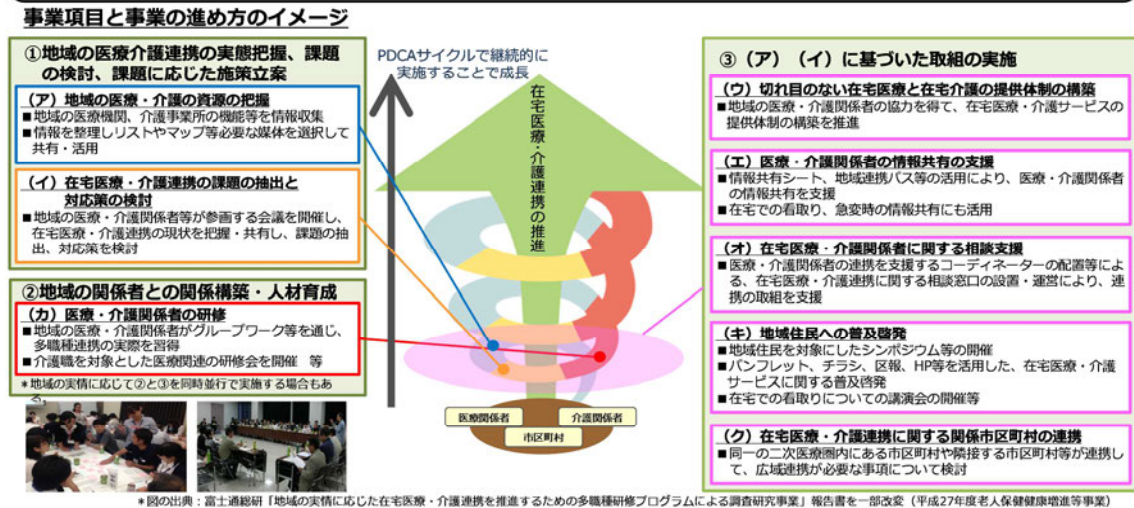 事業項目と事業の進め方のイメージ
①地域の医療介護連携の実態把握、課題
の検討、課題に応じた施策立案
（ア）地域の医療・介護の資源の把握
■地域の医療機関、介護事業所の機能等を情報収集
■情報を整理しリストやマップ等必要な媒体を選択して
共有・活用
（イ）在宅医療・介護連携の課題の抽出と
対応策の検討
■地域の医療・介護関係者等が参画する会議を開催し、
在宅医療・介護連携の現状を把握・共有し、課題の抽
出、対応策を検討
②地域の関係者との関係構築・人材育成
（カ）医療・介護関係者の研修
■地域の医療・介護関係者がグループワーク等を通じ、
多職種連携の実際を習得
■介護職を対象とした医療関連の研修会を開催　等
＊地域の実情に応じて②と③を同時並行で実施する場合もあ
る。
PDCAサイクルで継続的に
実施することで成長
在宅医療・介護連携の推進
医療関係者
介護関係者
市区町村
③（ア）（イ）に基づいた取組の実施
（ウ）切れ目のない在宅医療と在宅介護の提供体制の構築
■地域の医療・介護関係者の協力を得て、在宅医療・介護サービスの
提供体制の構築を推進
（エ）医療・介護関係者の情報共有の支援
■情報共有シート、地域連携パス等の活用により、医療・介護関係者
の情報共有を支援
■在宅での看取り、急変時の情報共有にも活用
（オ）在宅医療・介護関係者に関する相談支援
■医療・介護関係者の連携を支援するコーディネーターの配置等によ
る、在宅医療・介護連携に関する相談窓口の設置・運営により、連
携の取組を支援
（キ）地域住民への普及啓発
■地域住民を対象にしたシンポジウム等の開催
■パンフレット、チラシ、区報、HP等を活用した、在宅医療・介護
サービスに関する普及啓発
■在宅での看取りについての講演会の開催等
（ク）在宅医療・介護連携に関する関係市区町村の連携
■同一の二次医療圏内にある市区町村や隣接する市区町村等が連携し
て、広域連携が必要な事項について検討
＊図の出典：富士通総研「地域の実情に応じた在宅医療・介護連携を推進するための多職種研修プログラムによる調査研究事業」報告書を一部改変（平成27年度老人保健健康増進等事業）